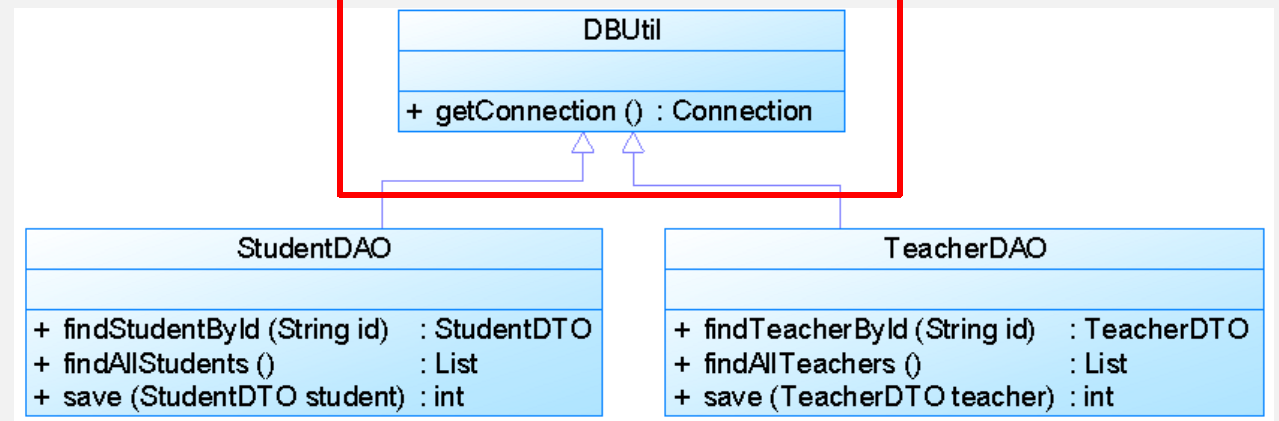 DBUtil
+ getConnection () : Connection
StudentDAO
+ findStudentById (String id) : StudentDTO
+ findAllStudents () : List
+ save (StudentDTO student) : int
TeacherDAO
+ findTeacherById (String id) : TeacherDTO
+ findAllTeachers () : List
+ save (TeacherDTO teacher) : int